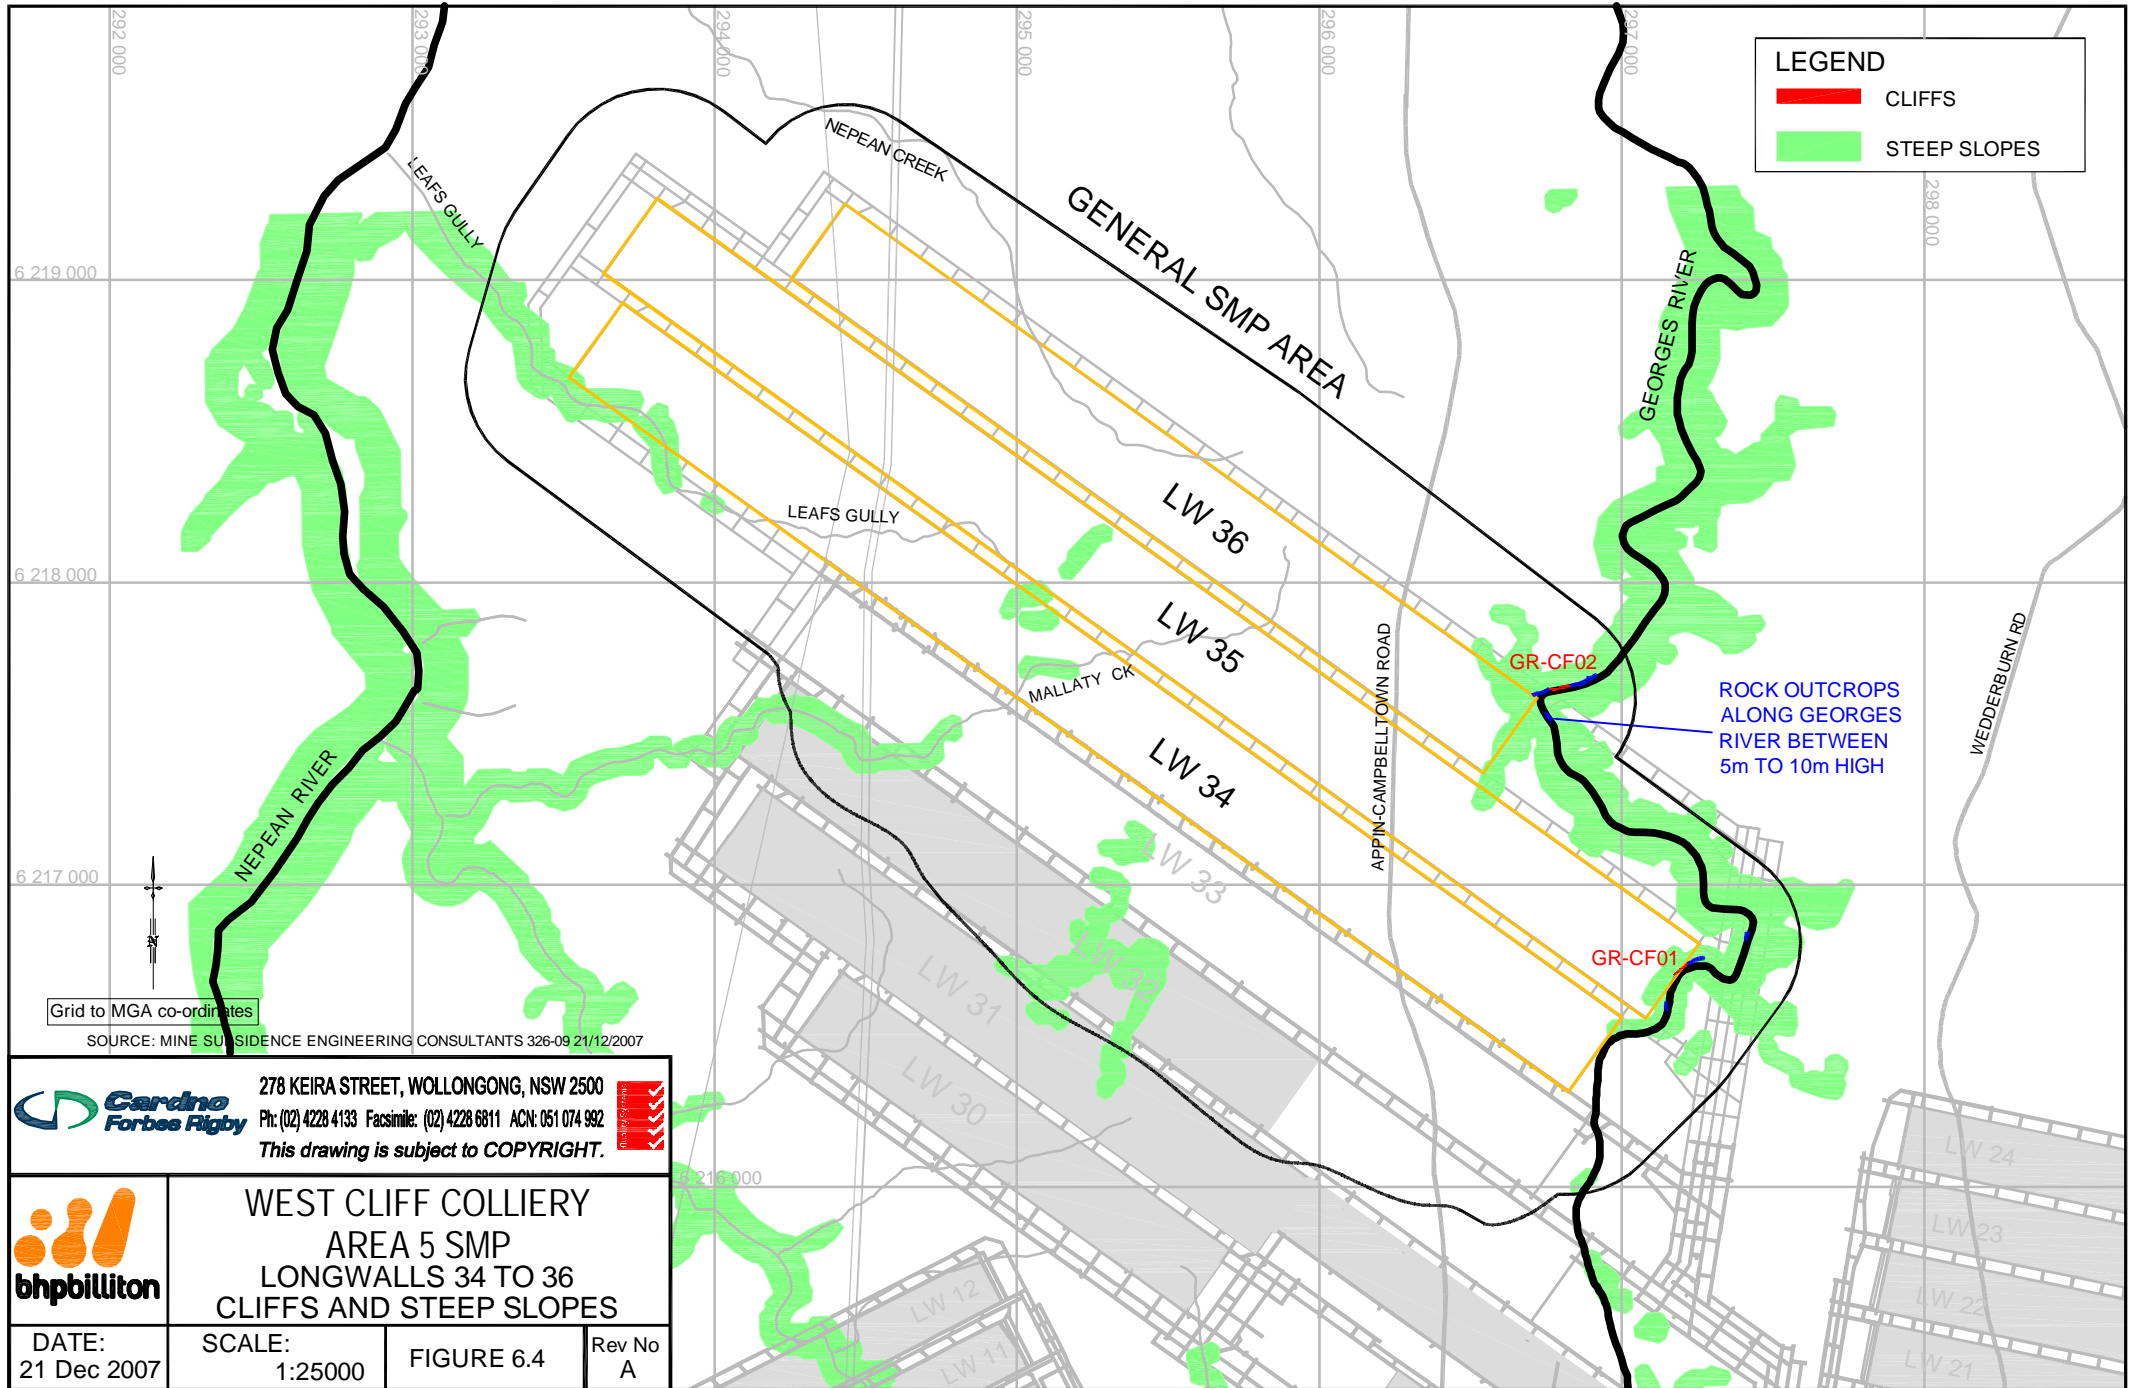 292 000
293 000
294 000
295 000
296 000
297 000
298 000
LEGEND
CLIFFS
STEEP SLOPES
NEPEAN CREEK
LEAFS GULLY
GENERAL SMP AREA
GEORGES RIVER
6 219 000
LW 36
LEAFS GULLY
6 218 000
LW 35
MALLATY CK
APPIN-CAMPBELLTOWN ROAD
GR-CF02
WEDDERBURN RD
ROCK OUTCROPS
ALONG GEORGES
RIVER BETWEEN
5m TO 10m HIGH
LW 34
NEPEAN RIVER
LW 33
6 217 000
LW 32
GR-CF01
LW 31
N
Grid to MGA co-ordinates
SOURCE: MINE SUBSIDENCE ENGINEERING CONSULTANTS 326-09 21/12/2007
LW 30
Cardno
Forbes Rigby
278 KEIRA STREET, WOLLONGONG, NSW 2500
Ph: (02) 4228 4133 Facsimile: (02) 4228 6811 ACN: 051 074 992
This drawing is subject to COPYRIGHT.
6 216 000
LW 24
LW 23
LW 22
LW 21
LW 12
LW 11
bhpbilliton
WEST CLIFF COLLIERY
AREA 5 SMP
LONGWALLS 34 TO 36
CLIFFS AND STEEP SLOPES
DATE:
21 Dec 2007
SCALE:
1:25000
FIGURE 6.4
Rev No
A